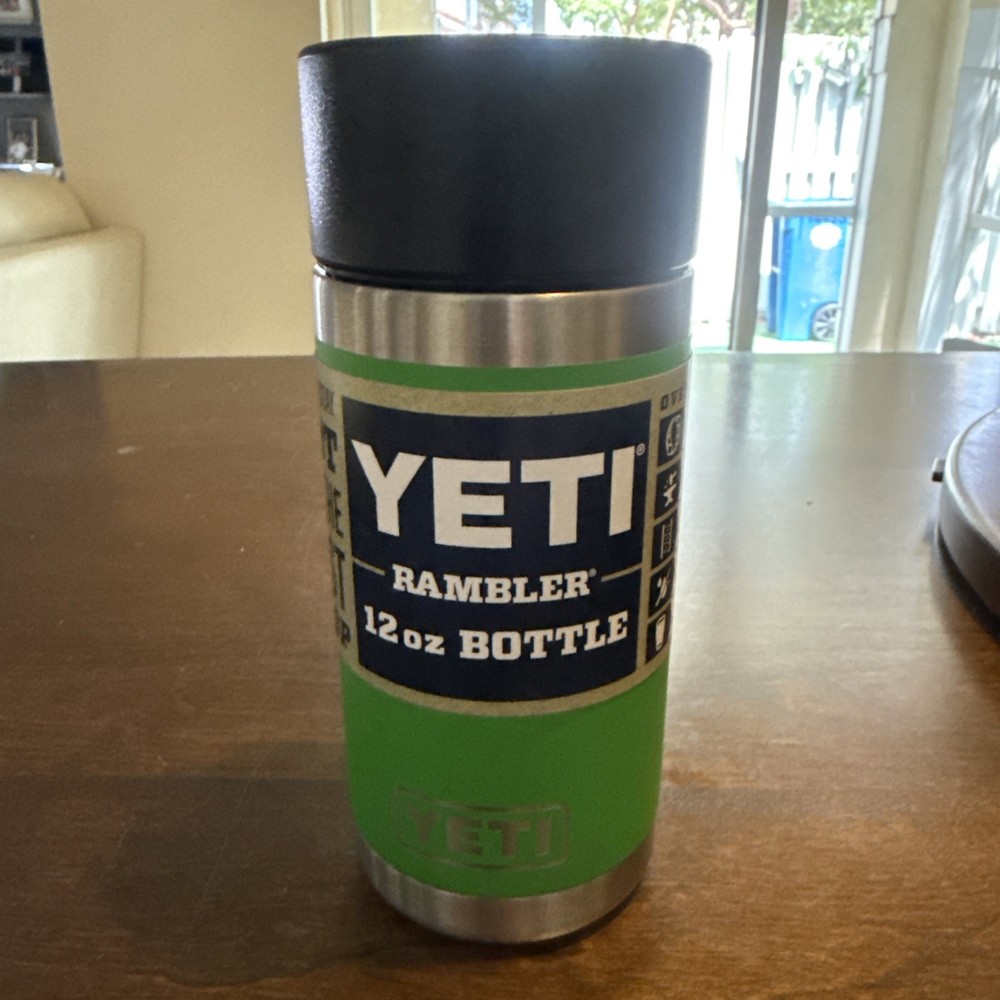 YETI®
RAMBLER®
12 oz BOTTLE
YETI